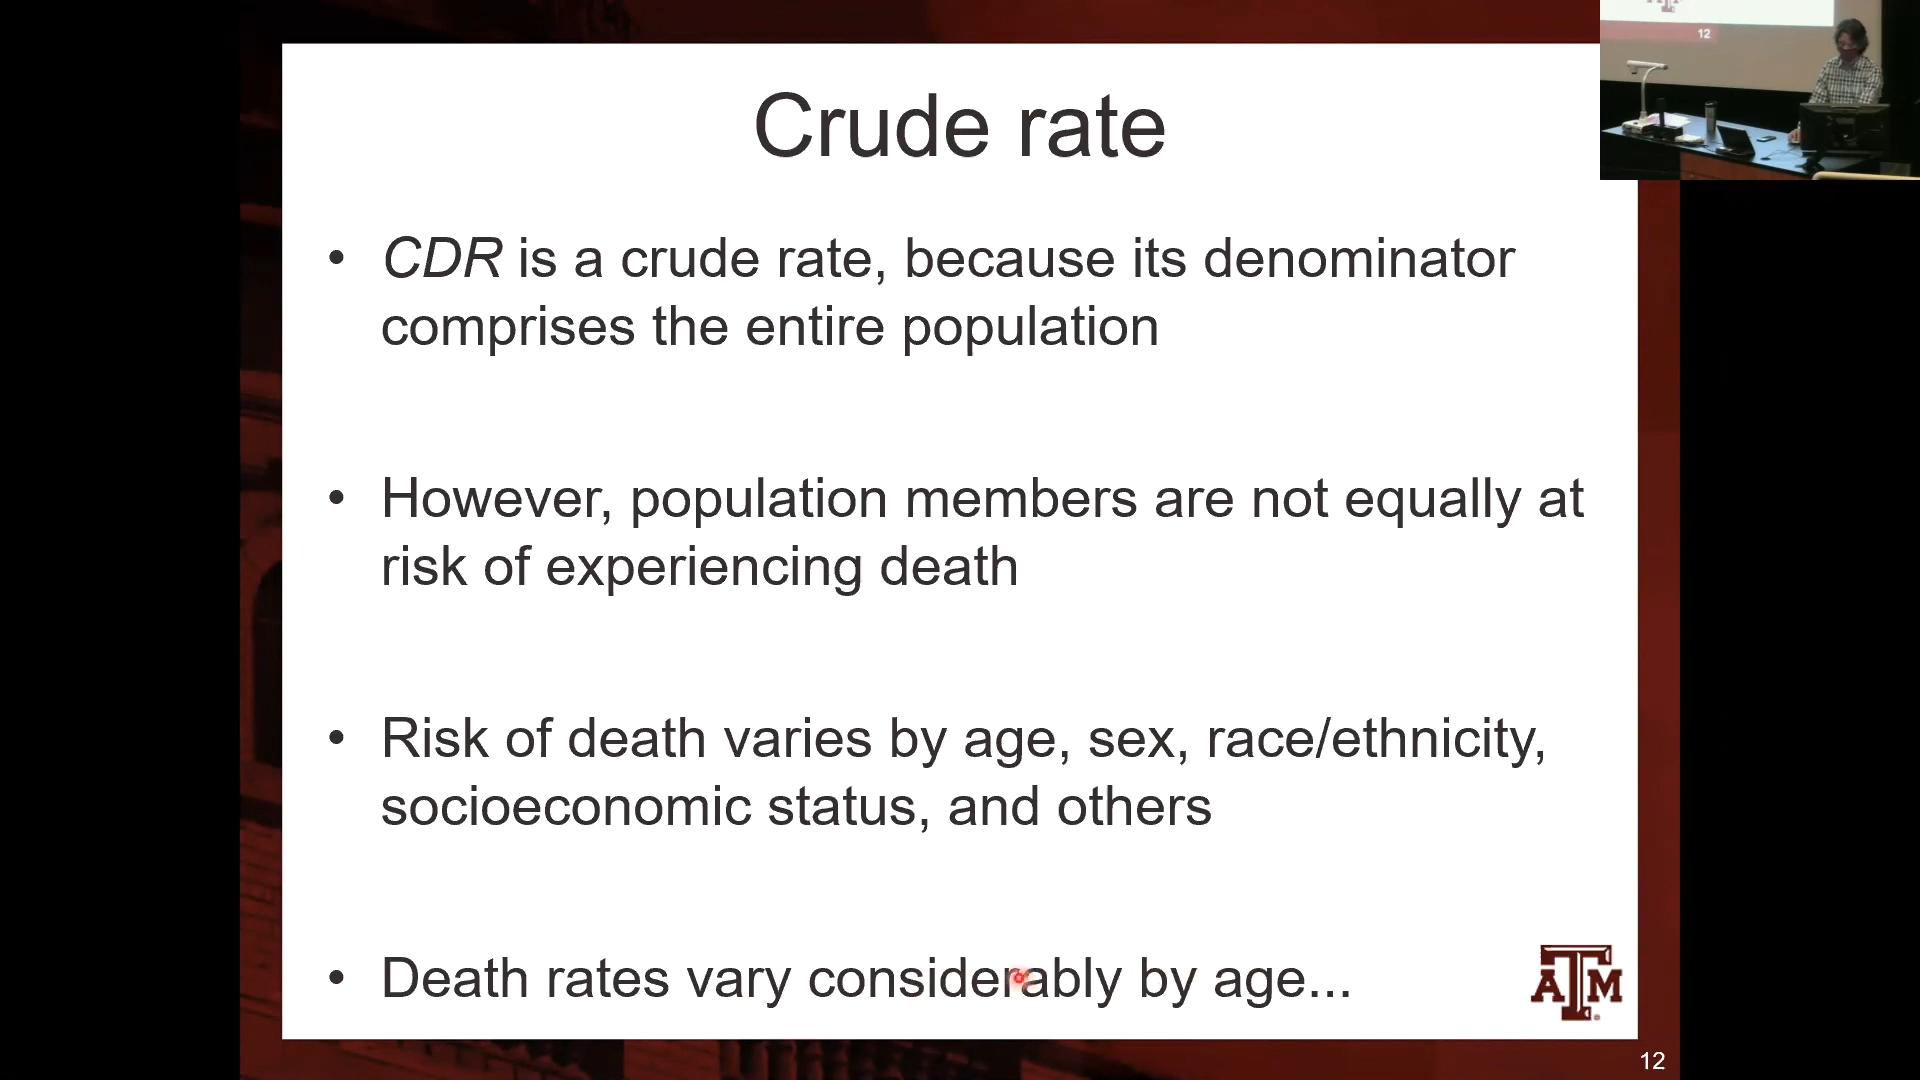 Crude rate
• CDR is a crude rate, because its denominator
comprises the entire population
• However, population members are not equally at
risk of experiencing death
• Risk of death varies by age, sex, race/ethnicity,
socioeconomic status, and others
• Death rates vary considerably by age...
ATM
12
12